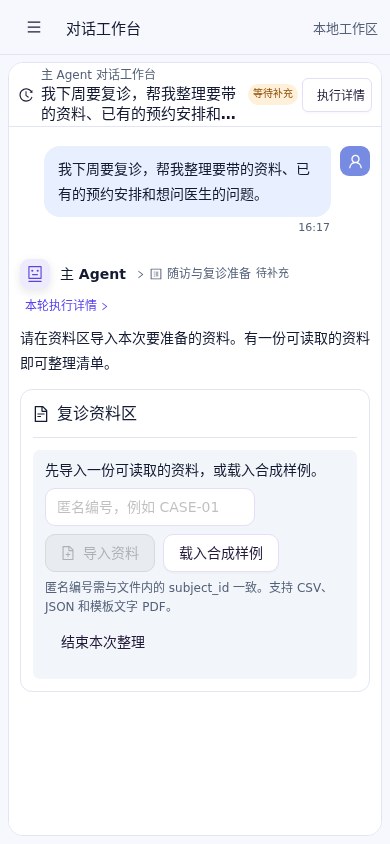 对话工作台
本地工作区
主 Agent 对话工作台
我下周要复诊，帮我整理要带
的资料、已有的预约安排和...
等待补充
执行详情
我下周要复诊，帮我整理要带的资料、已
有的预约安排和想问医生的问题。
16:17
主 Agent
随访与复诊准备 待补充
本轮执行详情
请在资料区导入本次要准备的资料。有一份可读取的资料
即可整理清单。
复诊资料区
先导入一份可读取的资料，或载入合成样例。
匿名编号，例如 CASE-01
导入资料
载入合成样例
匿名编号需与文件内的 subject_id 一致。支持 CSV、
JSON 和模板文字 PDF。
结束本次整理